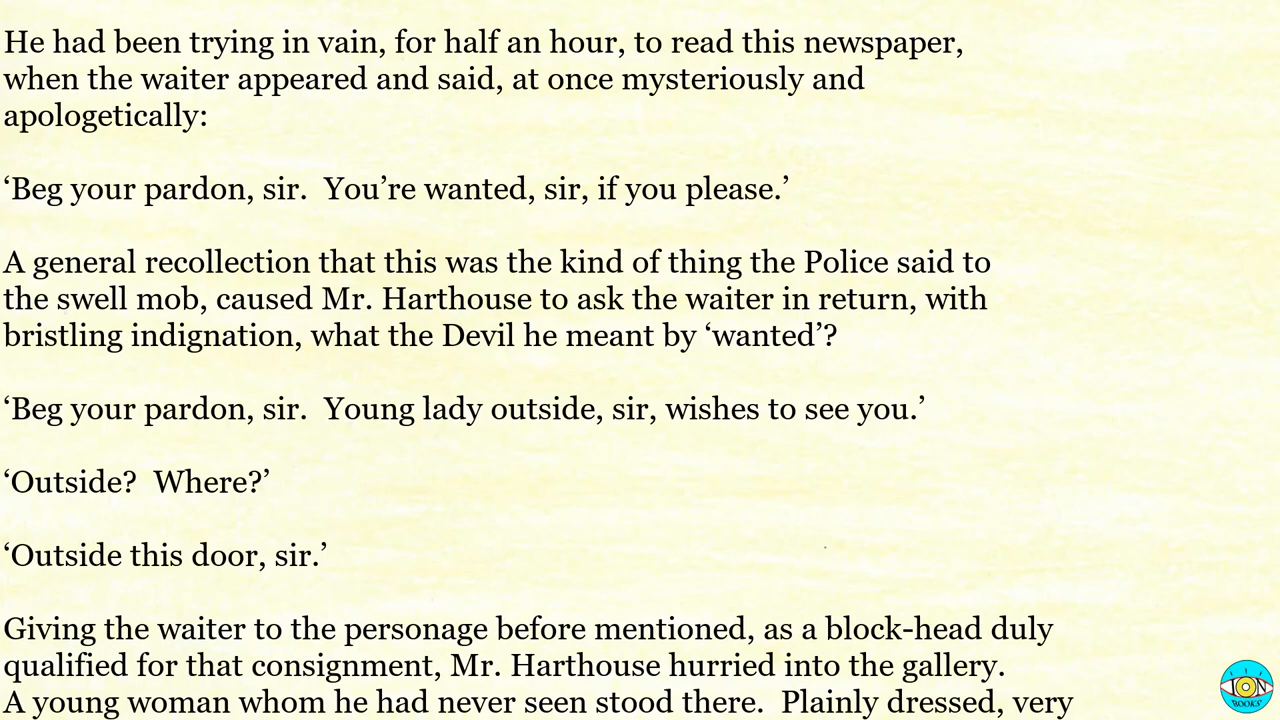 He had been trying in vain, for half an hour, to read this newspaper,
when the waiter appeared and said, at once mysteriously and
apologetically:
‘Beg your pardon, sir.  You’re wanted, sir, if you please.’
A general recollection that this was the kind of thing the Police said to
the swell mob, caused Mr. Harthouse to ask the waiter in return, with
bristling indignation, what the Devil he meant by ‘wanted’?
‘Beg your pardon, sir.  Young lady outside, sir, wishes to see you.’
‘Outside?  Where?’
‘Outside this door, sir.’
Giving the waiter to the personage before mentioned, as a block-head duly
qualified for that consignment, Mr. Harthouse hurried into the gallery.
A young woman whom he had never seen stood there.  Plainly dressed, very
ION
BOOKS